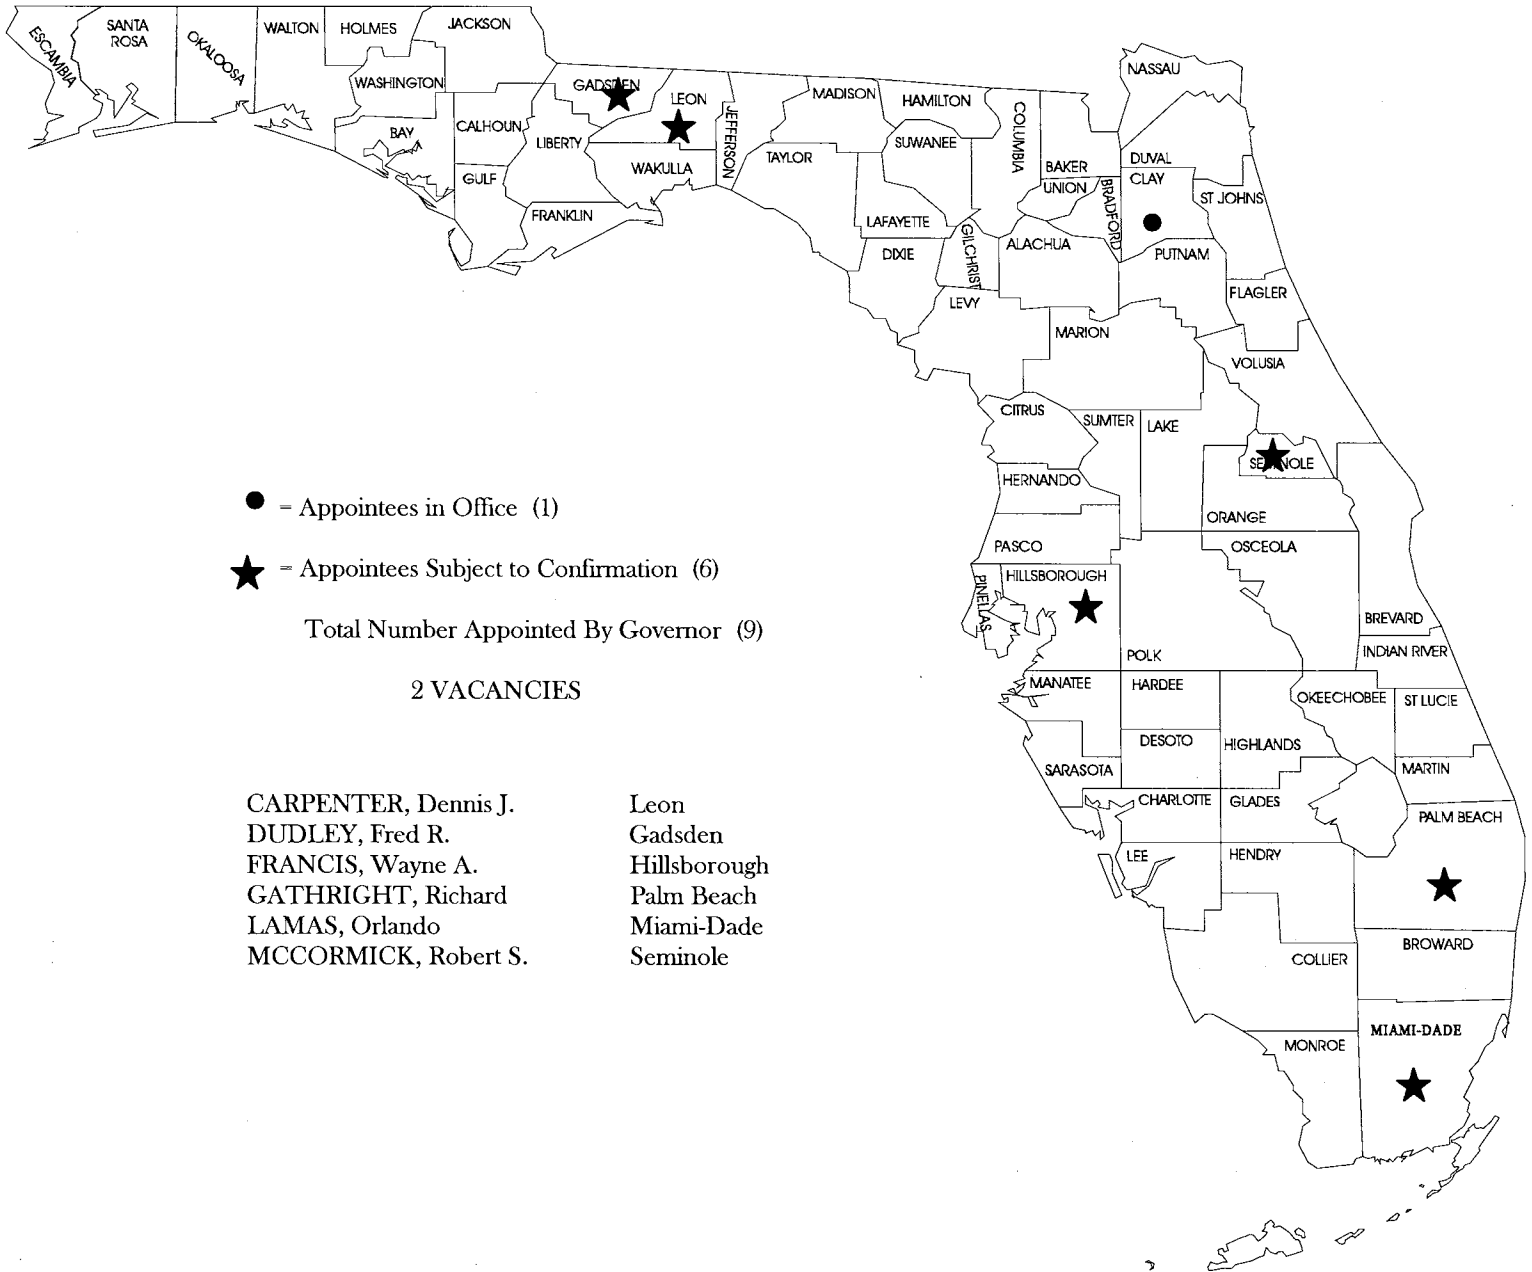 ESCAMBIA
SANTA
ROSA
OKALOOSA
WALTON
HOLMES
JACKSON
WASHINGTON
BAY
CALHOUN
GULF
GADSDEN
LIBERTY
LEON
WAKULLA
FRANKLIN
JEFFERSON
TAYLOR
MADISON
HAMILTON
SUWANEE
LAFAYETTE
DIXIE
COLUMBIA
GILCHRIST
BAKER
UNION
BRADFORD
ALACHUA
LEVY
NASSAU
DUVAL
CLAY
ST JOHNS
PUTNAM
FLAGLER
MARION
VOLUSIA
CITRUS
SUMTER
LAKE
SEMINOLE
HERNANDO
ORANGE
PASCO
OSCEOLA
PINELLAS
HILLSBOROUGH
BREVARD
POLK
INDIAN RIVER
MANATEE
HARDEE
OKEECHOBEE
ST LUCIE
DESOTO
HIGHLANDS
SARASOTA
MARTIN
CHARLOTTE
GLADES
PALM BEACH
LEE
HENDRY
BROWARD
COLLIER
MIAMI-DADE
MONROE
= Appointees in Office (1)
= Appointees Subject to Confirmation (6)
Total Number Appointed By Governor (9)
2 VACANCIES
CARPENTER, Dennis J. Leon
DUDLEY, Fred R. Gadsden
FRANCIS, Wayne A. Hillsborough
GATHRIGHT, Richard Palm Beach
LAMAS, Orlando Miami-Dade
MCCORMICK, Robert S. Seminole